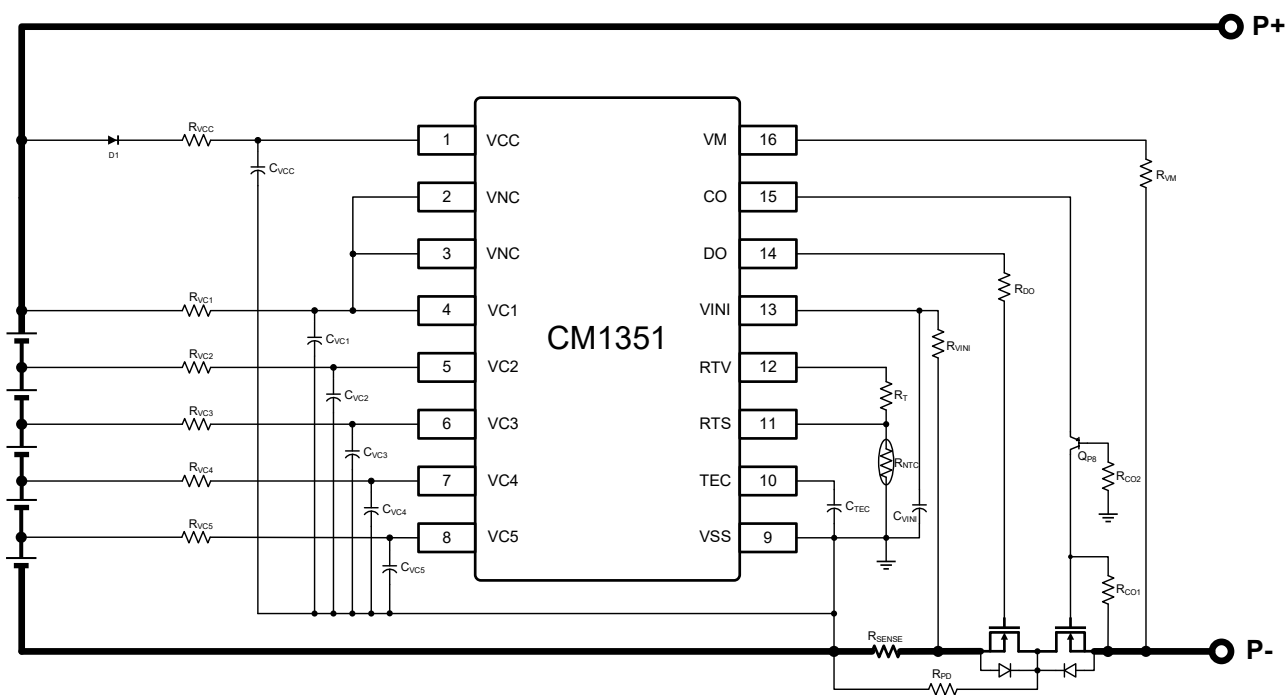 P+
RVCC
D1
CVCC
1 VCC
VM 16
RVM
2 VNC
CO 15
3 VNC
DO 14
RDO
RVC1
CVC1
4 VC1
VINI 13
RVINI
CM1351
RVC2
CVC2
5 VC2
RTV 12
RT
RVC3
CVC3
6 VC3
RTS 11
RNTC
QP8
RCO2
RVC4
CVC4
7 VC4
TEC 10
CTEC
CVINI
RVC5
CVC5
8 VC5
VSS 9
RCO1
RSENSE
P-
RPD